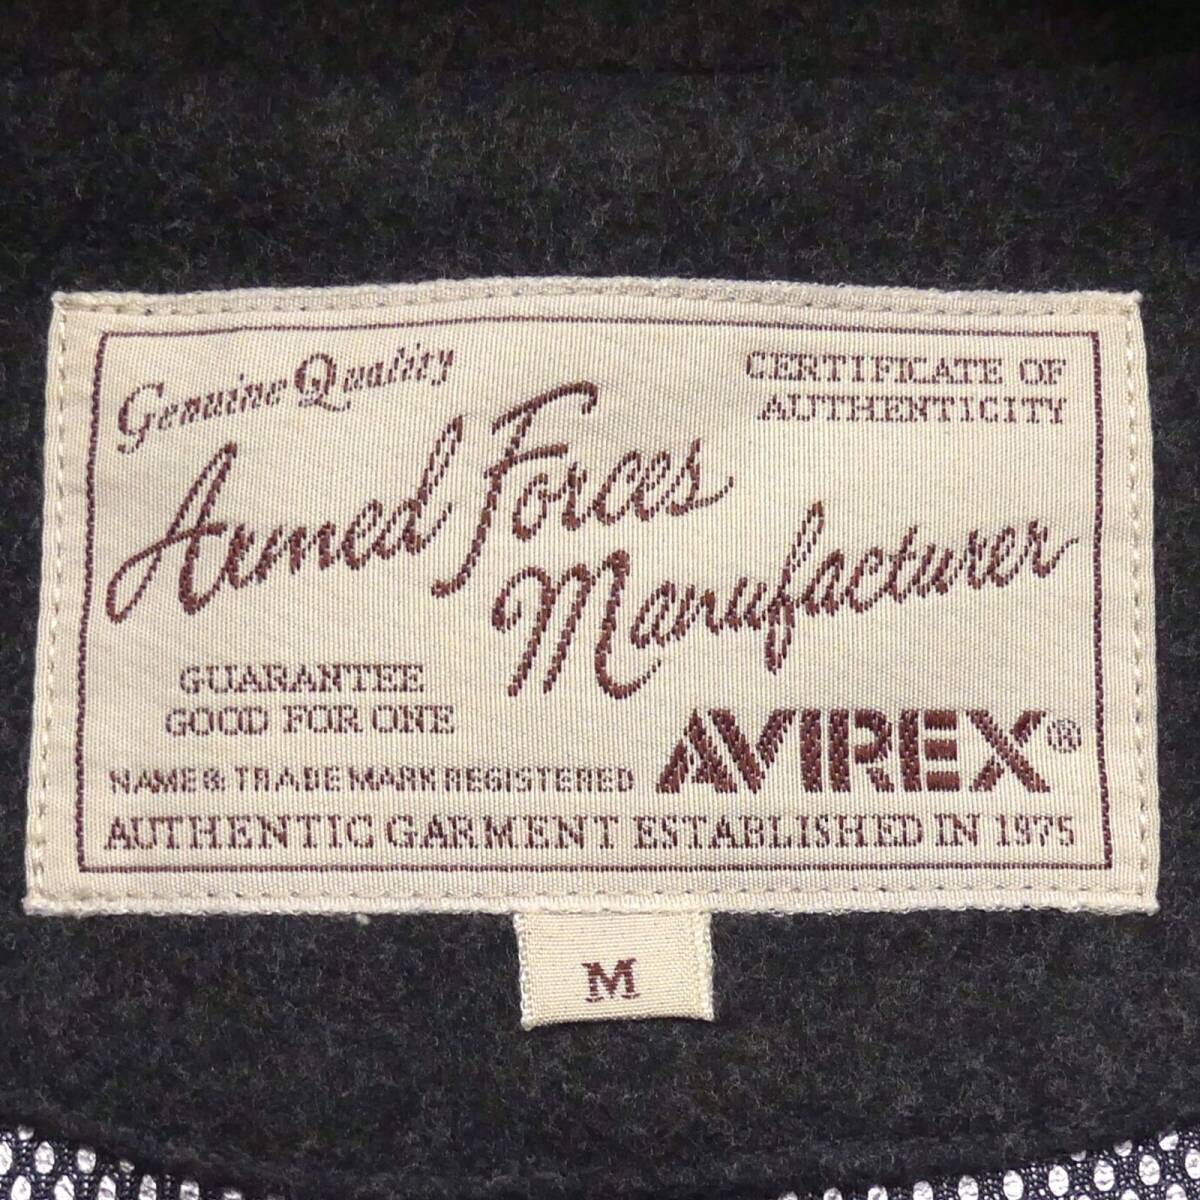 Genuine Quality
CERTIFICATE OF
AUTHENTICITY
Armed Forces
Manufacturer
GUARANTEE
GOOD FOR ONE
NAME & TRADE MARK REGISTERED
AVIREX®
AUTHENTIC GARMENT ESTABLISHED IN 1975
M